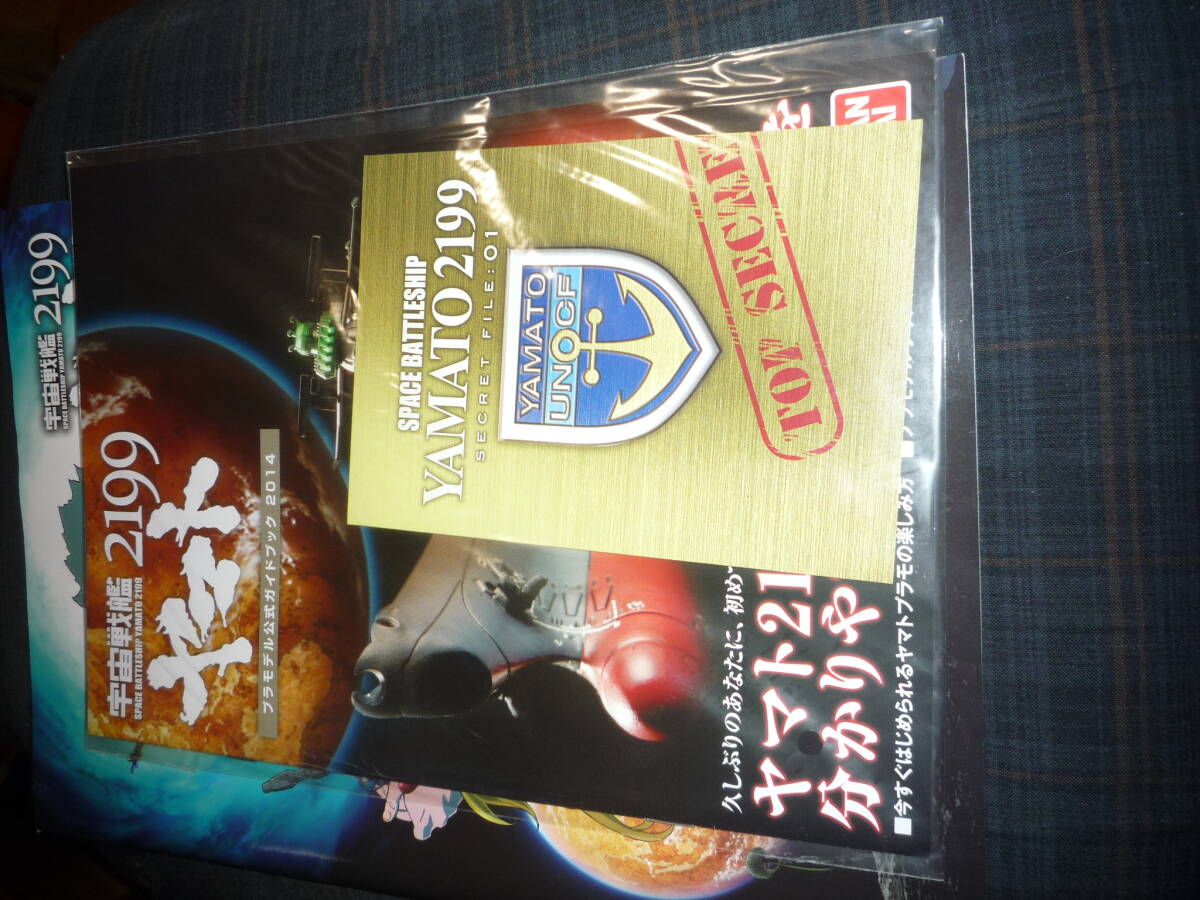 宇宙戦艦 2199
SPACE BATTLESHIP YAMATO 2199
宇宙戦艦 2199
SPACE BATTLESHIP YAMATO 2199
ヤマト
プラモデル公式ガイドブック 2014
SPACE BATTLESHIP
YAMATO 2199
SECRET FILE:01
YAMATO
UNOCF
久しぶりのあなたに、初め
ヤマト21
分かりや
を
■今すぐはじめられるヤマトプラモの楽しみ方